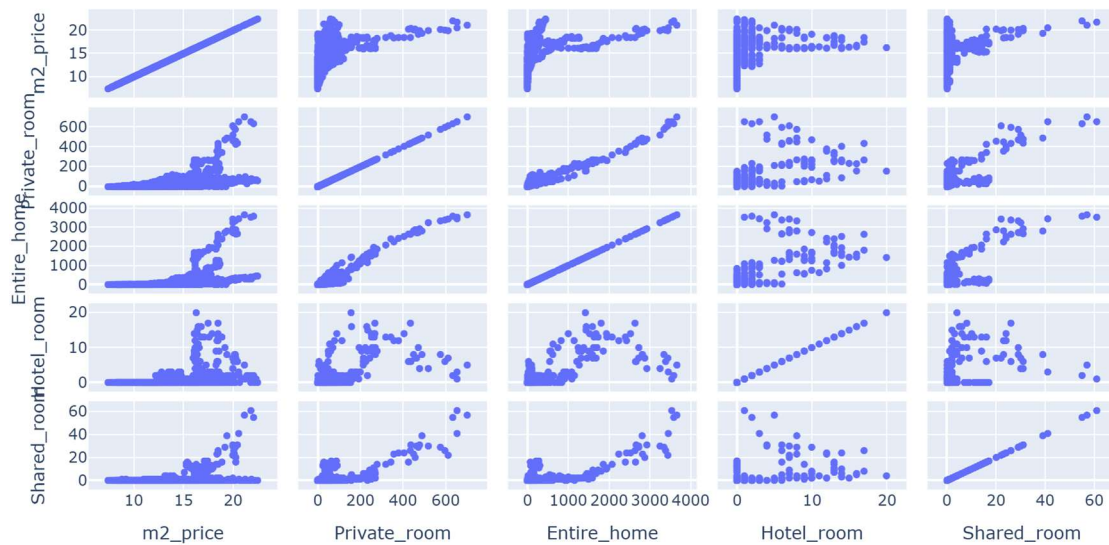 m2_price
20
15
10
Private_room
600
400
200
0
Entire_home
4000
3000
2000
1000
0
Hotel_room
20
10
0
Shared_room
60
40
20
0
10 15 20 0 200 400 600 0 1000 2000 3000 4000 0 10 20 0 20 40 60
m2_price Private_room Entire_home Hotel_room Shared_room